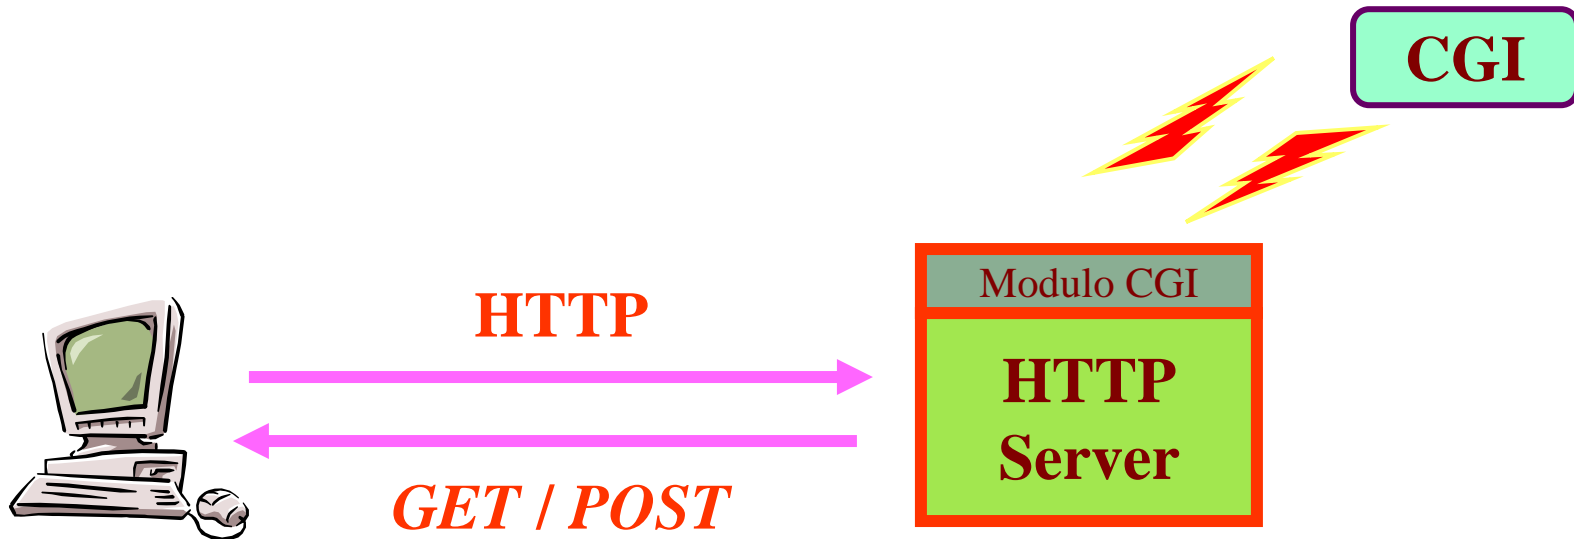 CGI
Modulo CGI
HTTP
HTTP
Server
GET / POST